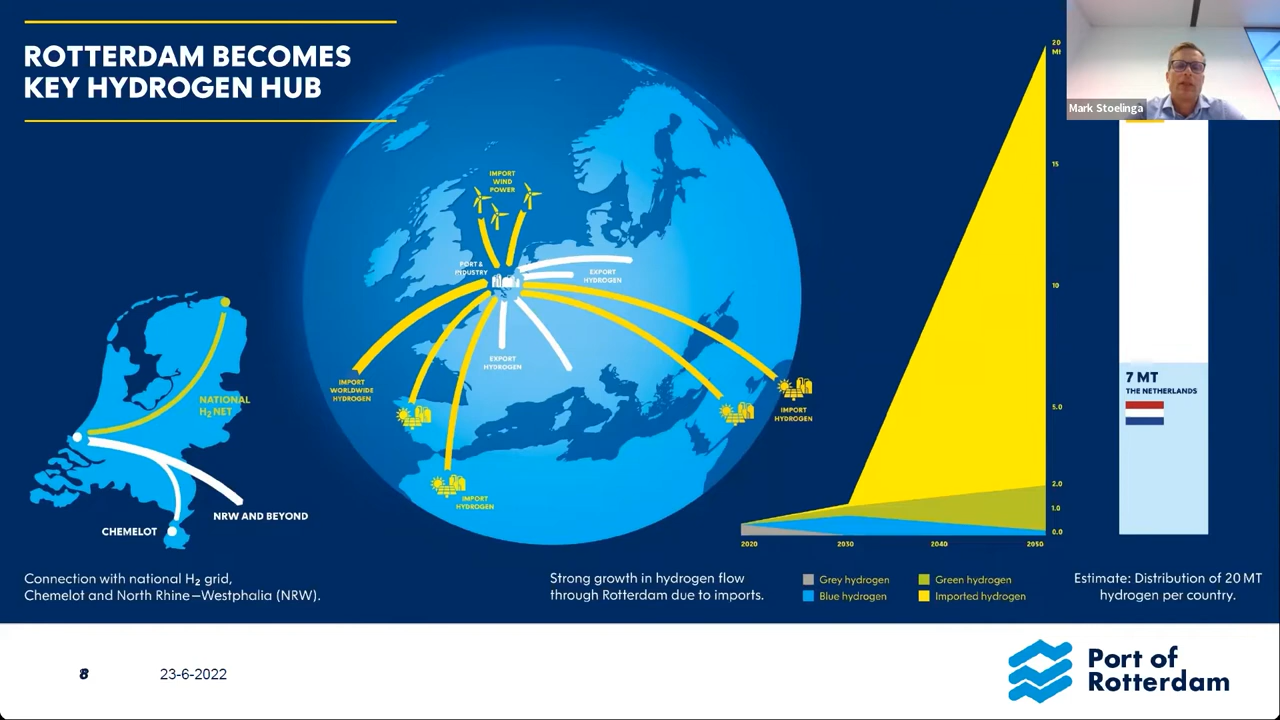 ROTTERDAM BECOMES
KEY HYDROGEN HUB
Mark Stoelinga
IMPORT
WIND
POWER
PORT &
INDUSTRY
EXPORT
HYDROGEN
EXPORT
HYDROGEN
IMPORT
WORLDWIDE
HYDROGEN
IMPORT
HYDROGEN
IMPORT
HYDROGEN
NATIONAL
H₂ NET
CHEMELOT
NRW AND BEYOND
20
Mt
15
10
5.0
2.0
1.0
0.0
2020
2030
2040
2050
7 MT
THE NETHERLANDS
Connection with national H₂ grid,
Chemelot and North Rhine–Westphalia (NRW).
Strong growth in hydrogen flow
through Rotterdam due to imports.
Grey hydrogen
Green hydrogen
Blue hydrogen
Imported hydrogen
Estimate: Distribution of 20 MT
hydrogen per country.
8
23-6-2022
Port of
Rotterdam